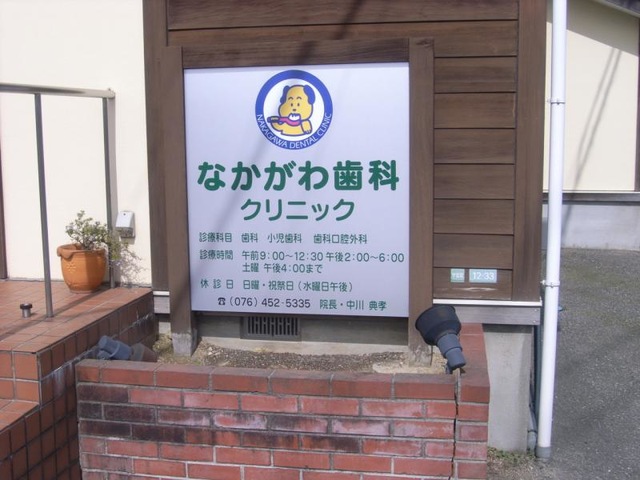 NAKAGAWA DENTAL CLINIC
なかがわ歯科
クリニック
診療科目 歯科 小児歯科 歯科口腔外科
診療時間 午前9:00〜12:30 午後2:00〜6:00
土曜 午後4:00まで
休診日 日曜・祝祭日(水曜日午後)
☎(076)452-5335 院長・中川 典孝
12:33